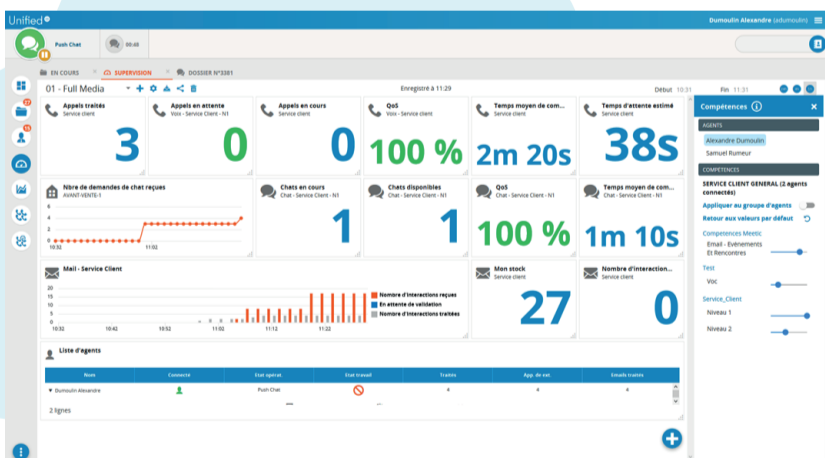 Unified
Dumoulin Alexandre (adumoulin)
Push Chat
00:48
EN COURS
SUPERVISION
DOSSIER N°3381
01 - Full Media
Enregistré à 11:29
Début 10:31
Fin 11:31
Appels traités
Service client
3
Appels en attente
Voix - Service Client - N1
0
Appels en cours
Service client
0
QoS
Voix - Service Client - N1
100 %
Temps moyen de com...
Service client
2m 20s
Temps d'attente estimé
Service client
38s
Nbre de demandes de chat reçues
AVANT-VENTE-1
6
4
2
0
10:32
11:02
Chats en cours
Chat - Service Client - N1
1
Chats disponibles
Chat - Service Client - N1
1
QoS
Chat - Service Client - N1
100 %
Temps moyen de com...
Chat - Service Client - N1
1m 10s
Mail - Service Client
20
15
10
5
0
10:32
10:42
10:52
11:02
11:12
11:22
Nombre d'interactions reçues
En attente de validation
Nombre d'interactions traitées
Mon stock
Service client
27
Nombre d'interaction...
Service client
0
Liste d'agents
Nom
Connecté
Etat opérat.
Etat travail
Traités
App. de ext.
Emails traités
Dumoulin Alexandre
Push Chat
4
4
4
2 lignes
Compétences
AGENTS
Alexandre Dumoulin
Samuel Rumeur
COMPÉTENCES
SERVICE CLIENT GENERAL (2 agents
connectés)
Appliquer au groupe d'agents
Retour aux valeurs par défaut
Competences Meetic
Email - Evénements
Et Rencontres
Test
Voc
Service_Client
Niveau 1
Niveau 2